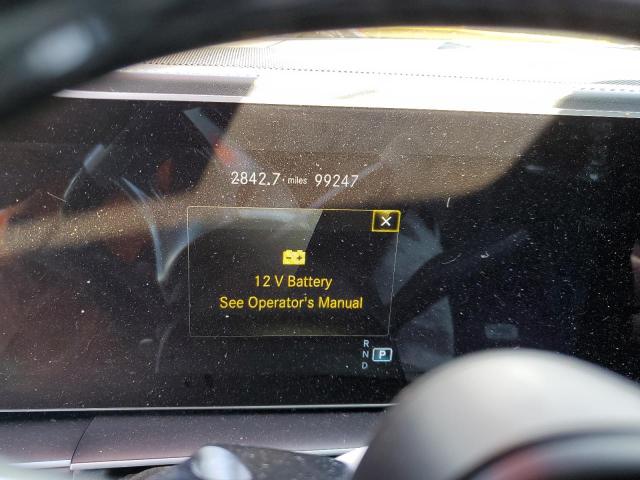 2842.7 miles 99247
12 V Battery
See Operator's Manual
R
N P
D